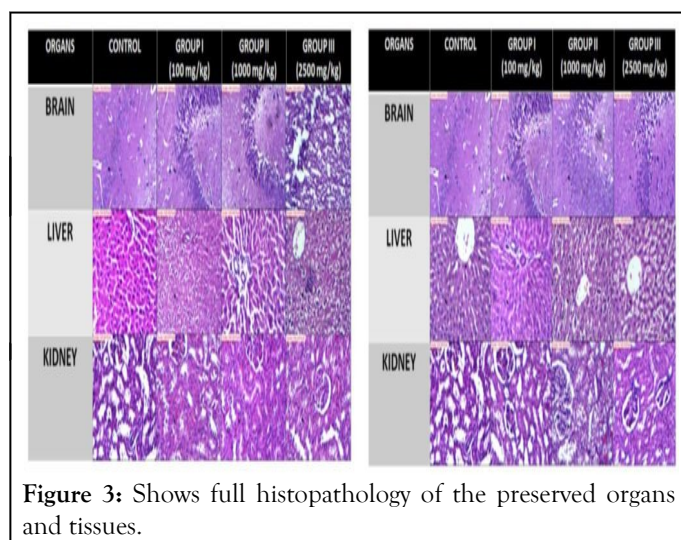 ORGANS CONTROL GROUP I GROUP II GROUP III
(100 mg/kg) (1000 mg/kg) (2500 mg/kg)
BRAIN
LIVER
KIDNEY
ORGANS CONTROL GROUP I GROUP II GROUP III
(100 mg/kg) (1000 mg/kg) (2500 mg/kg)
BRAIN
LIVER
KIDNEY
Figure 3: Shows full histopathology of the preserved organs
and tissues.